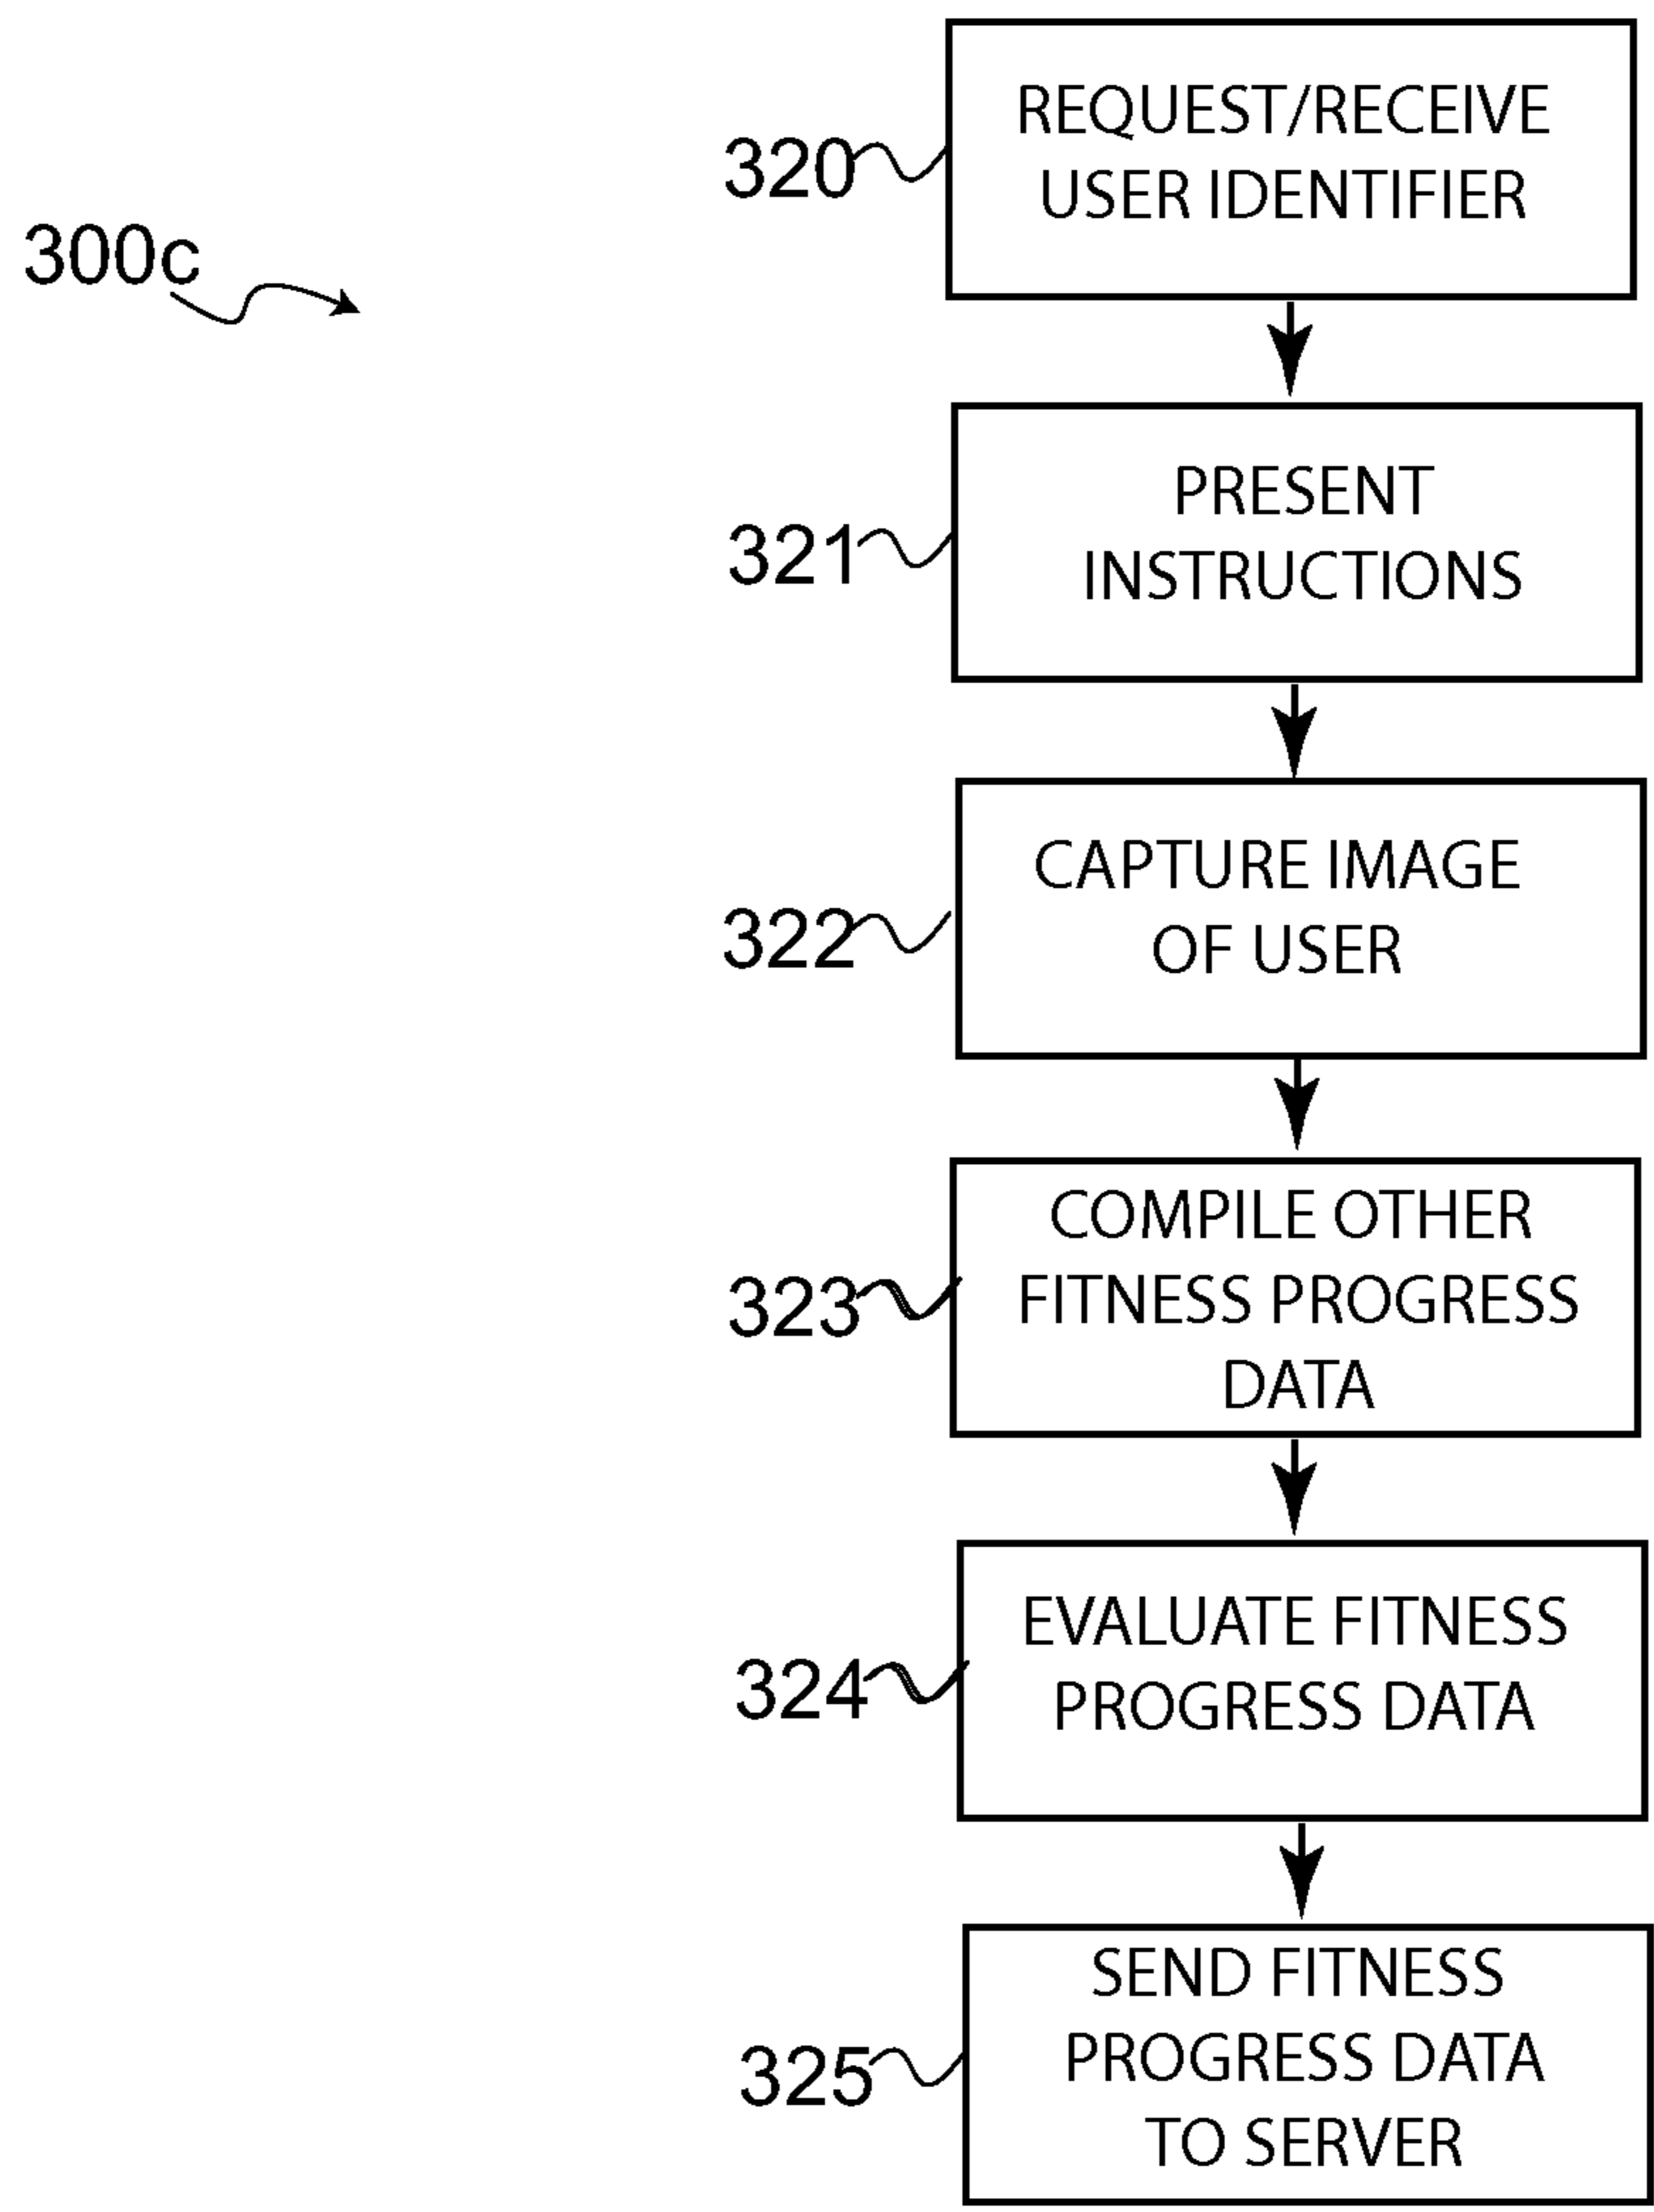 320
REQUEST/RECEIVE
USER IDENTIFIER
300c
321
PRESENT
INSTRUCTIONS
322
CAPTURE IMAGE
OF USER
323
COMPILE OTHER
FITNESS PROGRESS
DATA
324
EVALUATE FITNESS
PROGRESS DATA
325
SEND FITNESS
PROGRESS DATA
TO SERVER